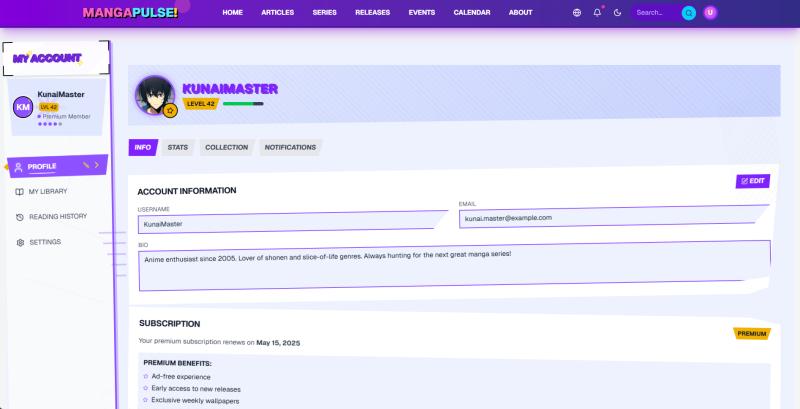 MANGAPULSE!
HOME ARTICLES SERIES RELEASES EVENTS CALENDAR ABOUT
Search...
U
MY ACCOUNT
KM
KunaiMaster
LVL 42
Premium Member
PROFILE
MY LIBRARY
READING HISTORY
SETTINGS
KUNAIMASTER
LEVEL 42
INFO STATS COLLECTION NOTIFICATIONS
ACCOUNT INFORMATION
EDIT
USERNAME
KunaiMaster
EMAIL
kunai.master@example.com
BIO
Anime enthusiast since 2005. Lover of shonen and slice-of-life genres. Always hunting for the next great manga series!
SUBSCRIPTION
PREMIUM
Your premium subscription renews on May 15, 2025
PREMIUM BENEFITS:
Ad-free experience
Early access to new releases
Exclusive weekly wallpapers